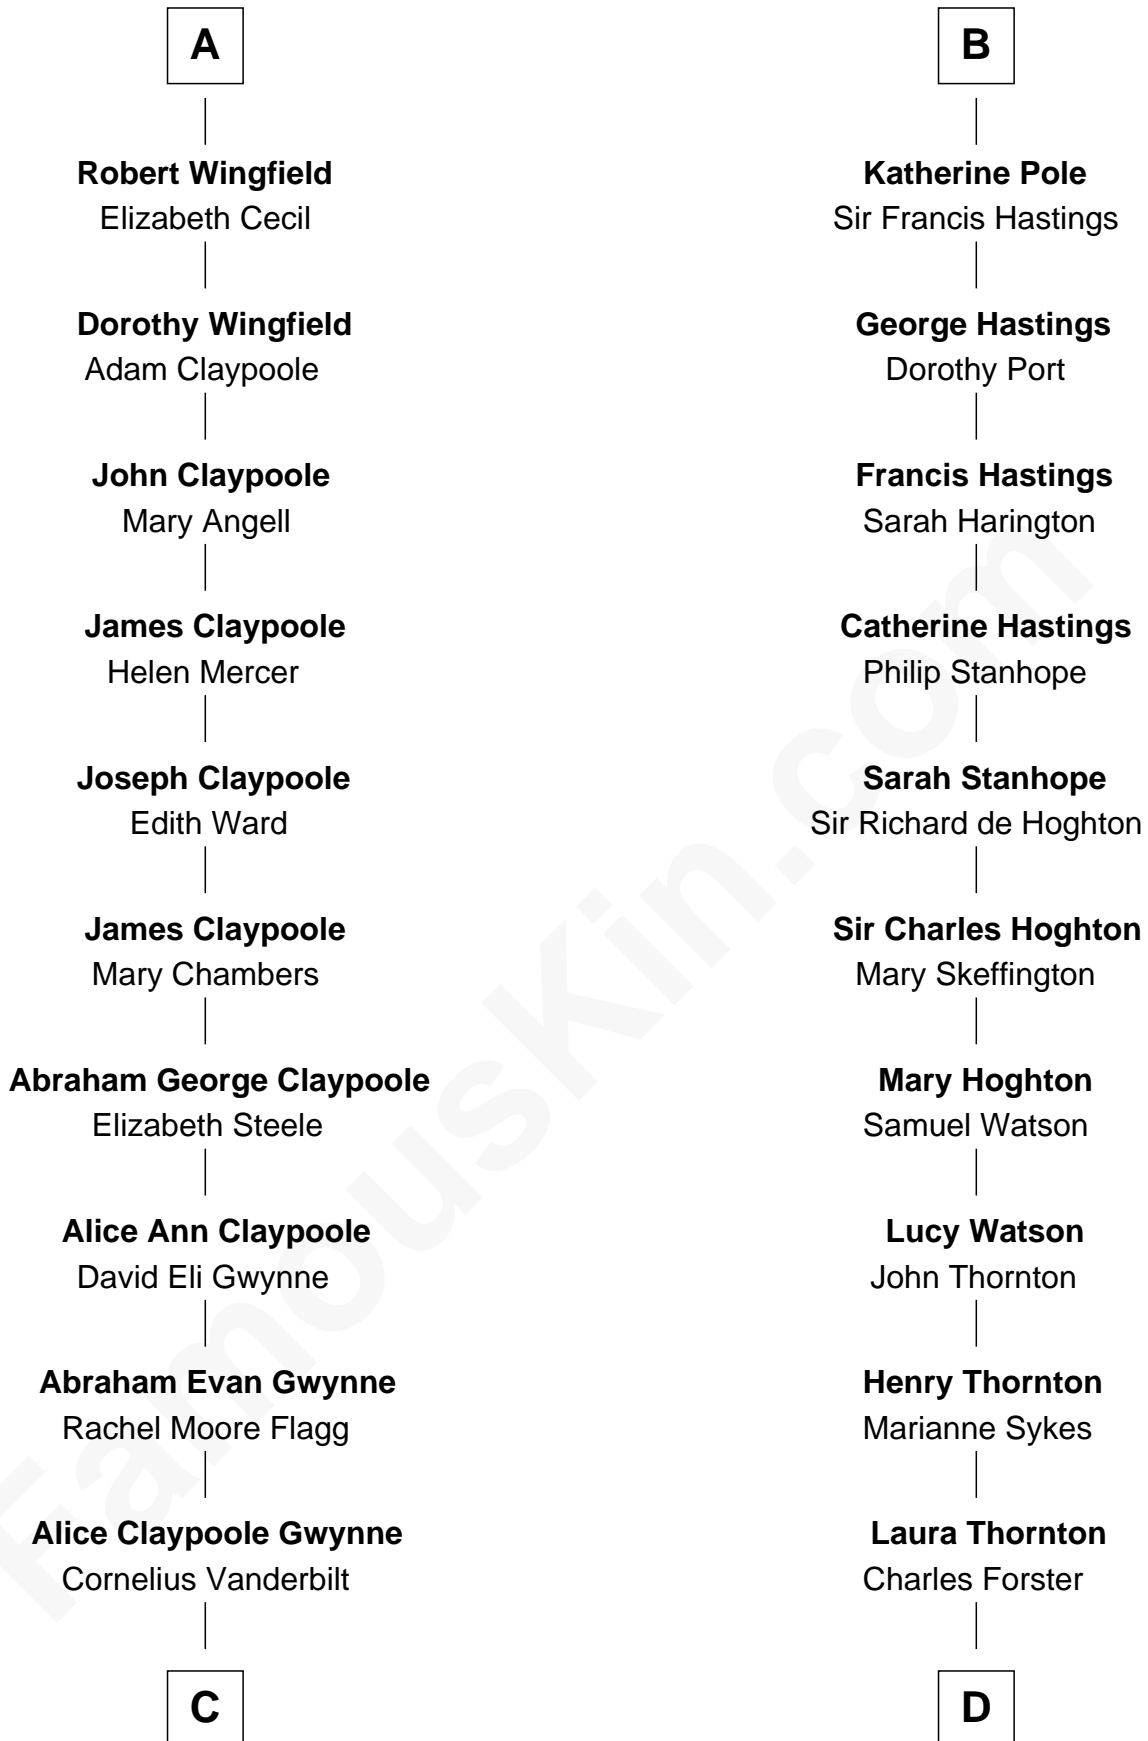 A
Robert Wingfield
Elizabeth Cecil
Dorothy Wingfield
Adam Claypoole
John Claypoole
Mary Angell
James Claypoole
Helen Mercer
Joseph Claypoole
Edith Ward
James Claypoole
Mary Chambers
Abraham George Claypoole
Elizabeth Steele
Alice Ann Claypoole
David Eli Gwynne
Abraham Evan Gwynne
Rachel Moore Flagg
Alice Claypoole Gwynne
Cornelius Vanderbilt
C
B
Katherine Pole
Sir Francis Hastings
George Hastings
Dorothy Port
Francis Hastings
Sarah Harington
Catherine Hastings
Philip Stanhope
Sarah Stanhope
Sir Richard de Hoghton
Sir Charles Hoghton
Mary Skeffington
Mary Hoghton
Samuel Watson
Lucy Watson
John Thornton
Henry Thornton
Marianne Sykes
Laura Thornton
Charles Forster
D
FamousKin.com